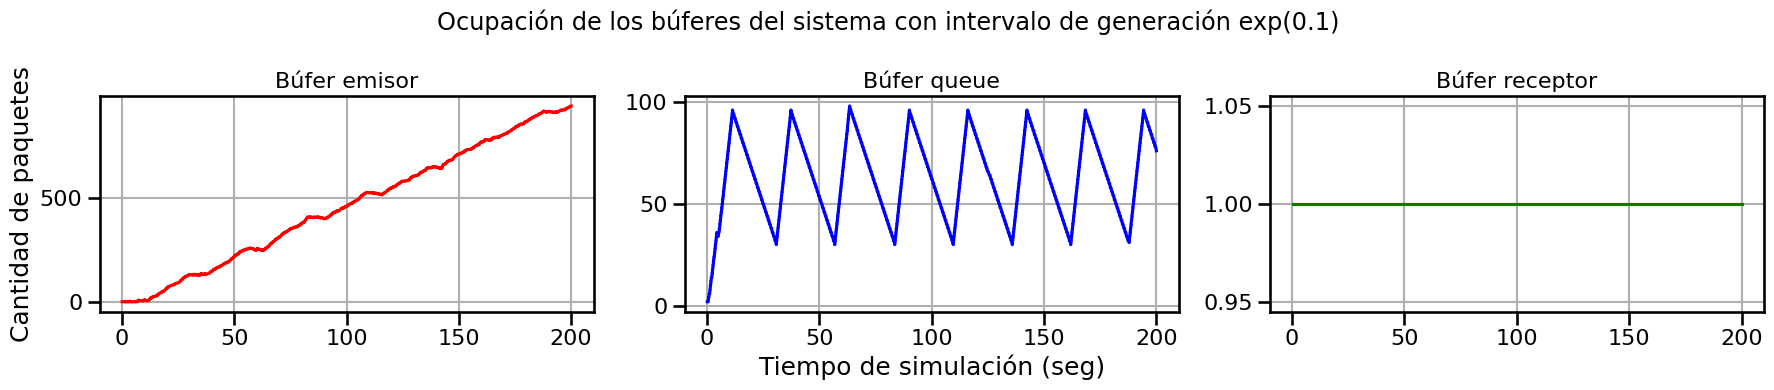 Ocupación de los búferes del sistema con intervalo de generación exp(0.1)
Cantidad de paquetes
Búfer emisor
500
0
0 50 100 150 200
Búfer queue
100
50
0
0 50 100 150 200
Tiempo de simulación (seg)
Búfer receptor
1.05
1.00
0.95
0 50 100 150 200